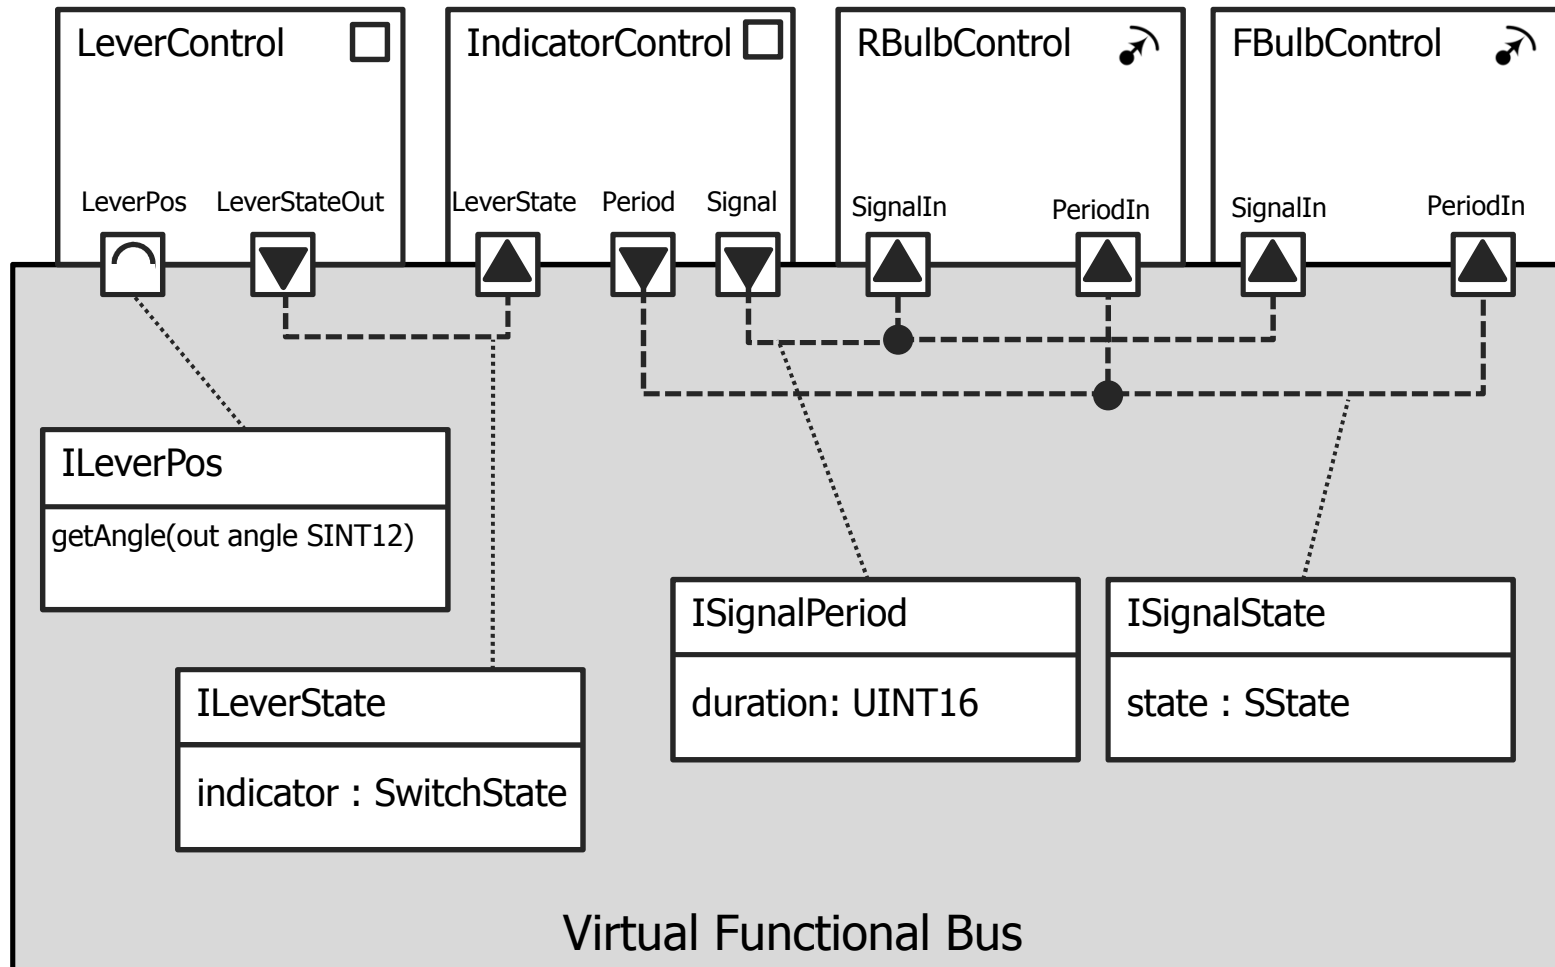 LeverControl
IndicatorControl
RBulbControl
FBulbControl
LeverPos
LeverStateOut
LeverState
Period
Signal
SignalIn
PeriodIn
SignalIn
PeriodIn
ILeverPos
getAngle(out angle SINT12)
ISignalPeriod
duration: UINT16
ISignalState
state : SState
ILeverState
indicator : SwitchState
Virtual Functional Bus